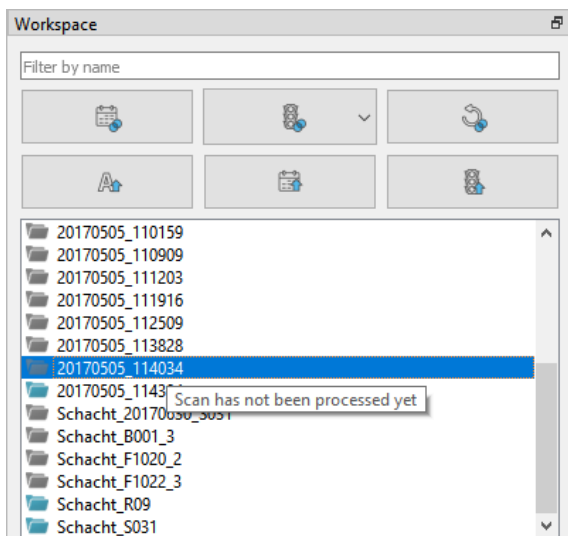 Workspace
Filter by name
20170505_110159
20170505_110909
20170505_111203
20170505_111916
20170505_112509
20170505_113828
20170505_114034
Scan has not been processed yet
Schacht_B001_3
Schacht_F1020_2
Schacht_F1022_3
Schacht_R09
Schacht_S031